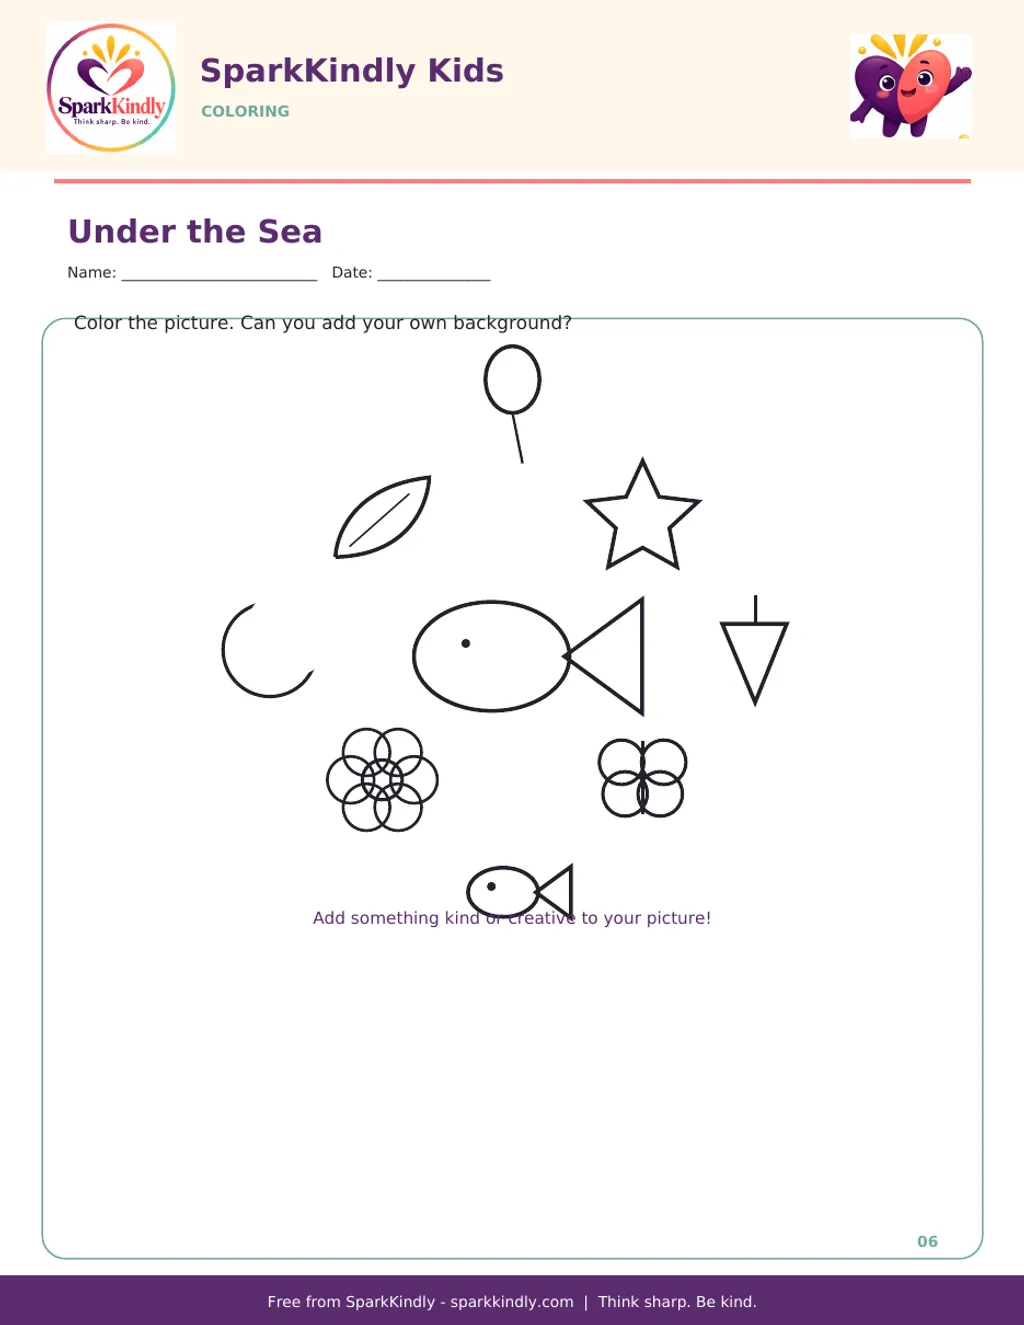 SparkKindly
Think sharp. Be kind.
SparkKindly Kids
COLORING
Under the Sea
Name: __________________________ Date: _______________
Color the picture. Can you add your own background?
Add something kind or creative to your picture!
06
Free from SparkKindly - sparkkindly.com | Think sharp. Be kind.